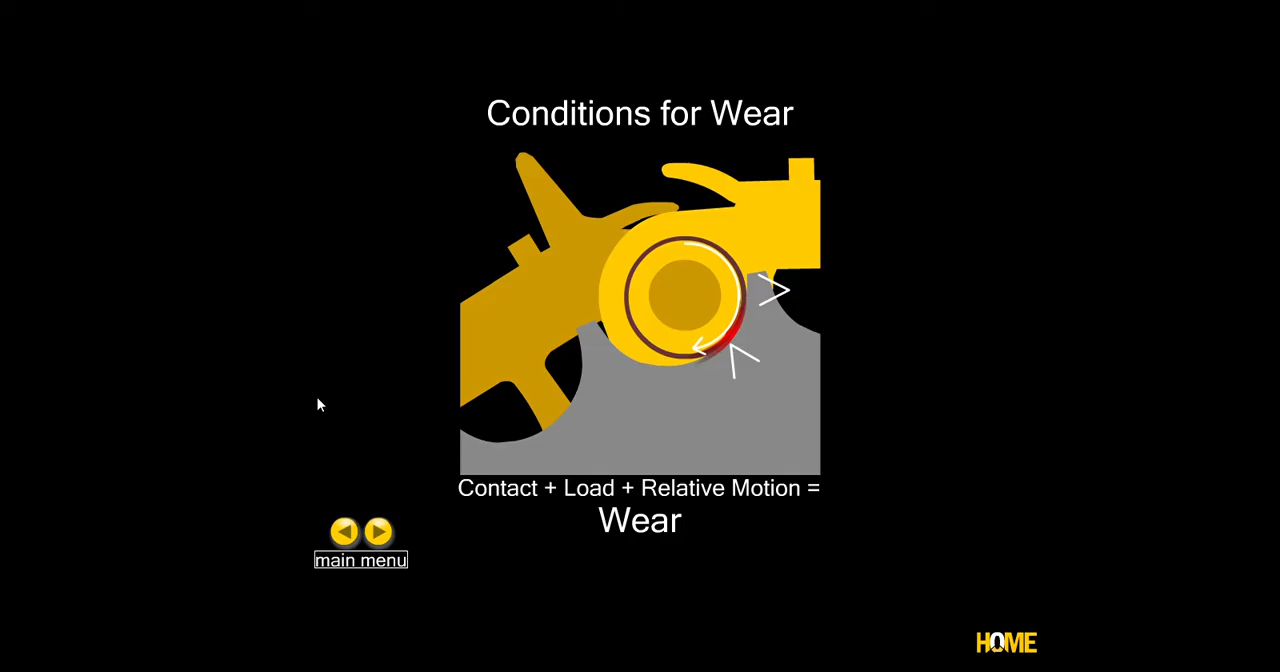 Conditions for Wear
Contact + Load + Relative Motion =
Wear
main menu
HOME